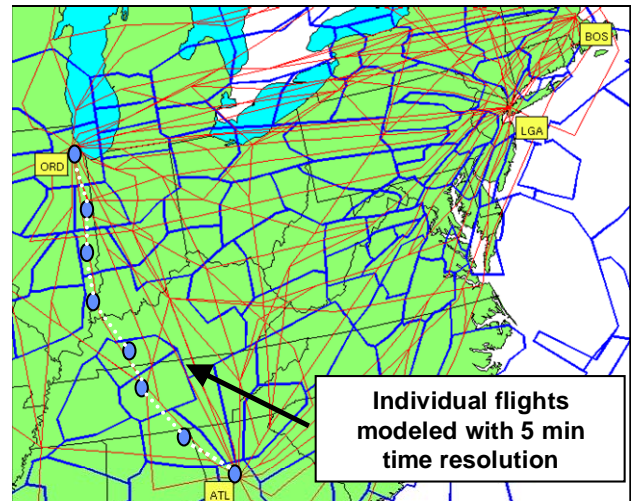 BOS
LGA
ORD
Individual flights
modeled with 5 min
time resolution
ATL